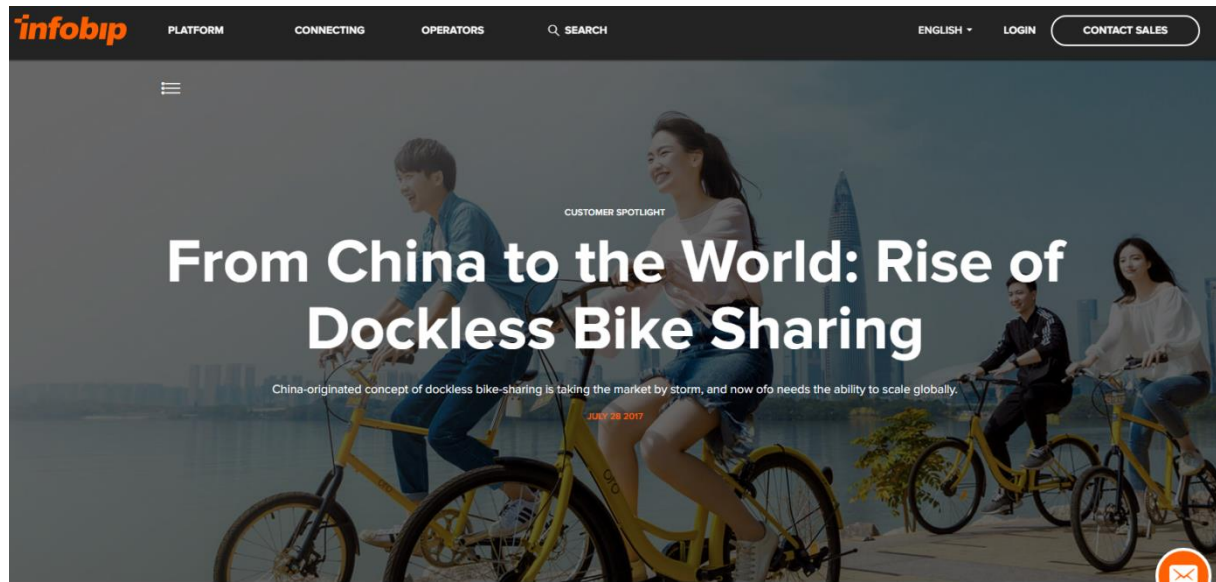 infobip
PLATFORM
CONNECTING
OPERATORS
SEARCH
ENGLISH
LOGIN
CONTACT SALES
CUSTOMER SPOTLIGHT
From China to the World: Rise of
Dockless Bike Sharing
China-originated concept of dockless bike-sharing is taking the market by storm, and now ofo needs the ability to scale globally.
JULY 28 2017
ofo
ofo